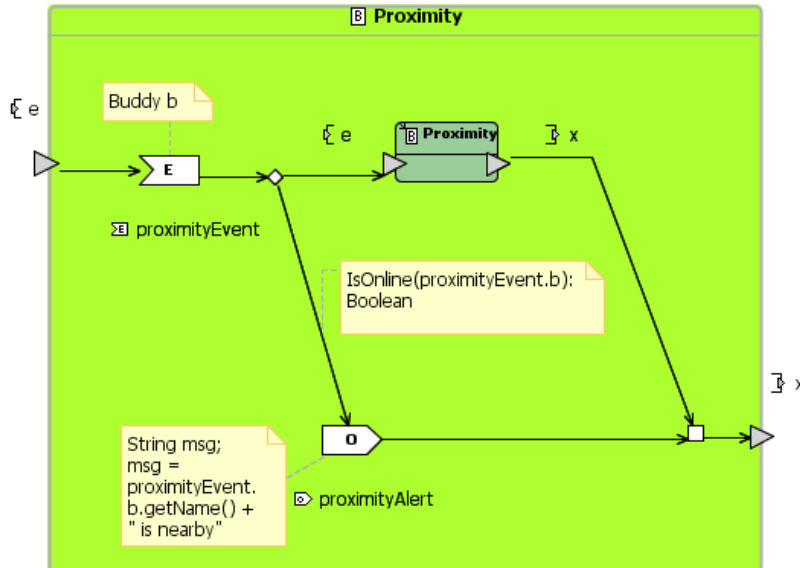 B Proximity
e
Buddy b
e
B Proximity
x
E
E proximityEvent
IsOnline(proximityEvent.b):
Boolean
x
String msg;
msg =
proximityEvent.
b.getName() +
" is nearby"
O
o proximityAlert